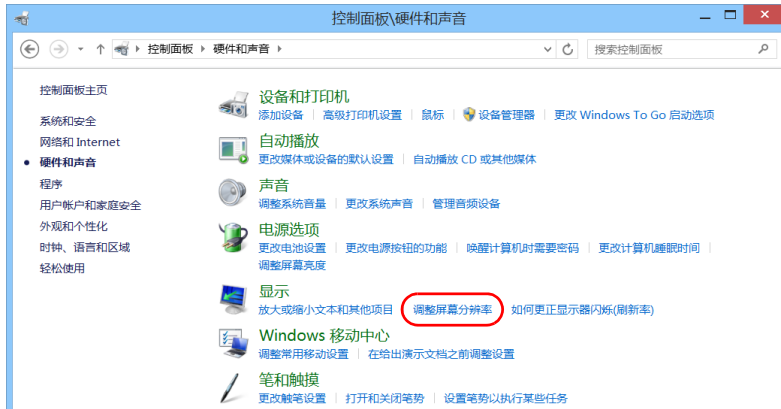 控制面板\硬件和声音
控制面板 硬件和声音 搜索控制面板
控制面板主页
系统和安全
网络和 Internet
硬件和声音
程序
用户帐户和家庭安全
外观和个性化
时钟、语言和区域
轻松使用
设备和打印机
添加设备 高级打印机设置 鼠标 设备管理器 更改 Windows To Go 启动选项
自动播放
更改媒体或设备的默认设置 自动播放 CD 或其他媒体
声音
调整系统音量 更改系统声音 管理音频设备
电源选项
更改电池设置 更改电源按钮的功能 唤醒计算机时需要密码 更改计算机睡眠时间
调整屏幕亮度
显示
放大或缩小文本和其他项目 调整屏幕分辨率 如何更正显示器闪烁(刷新率)
Windows 移动中心
调整常用移动设置 在给出演示文档之前调整设置
笔和触摸
更改触笔设置 打开和关闭笔势 设置笔势以执行某些任务